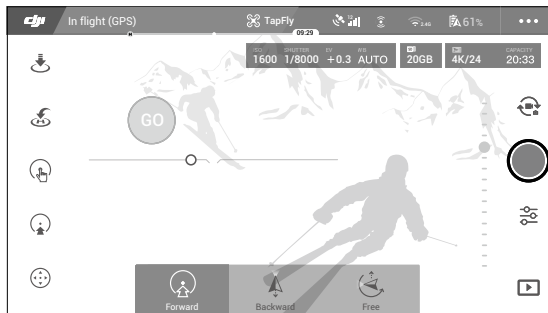 dji In flight (GPS) TapFly 2.4G 61%
09:29
ISO SHUTTER EV WB CAPACITY
1600 1/8000 +0.3 AUTO 20GB 4K/24 20:33
GO
Forward Backward Free